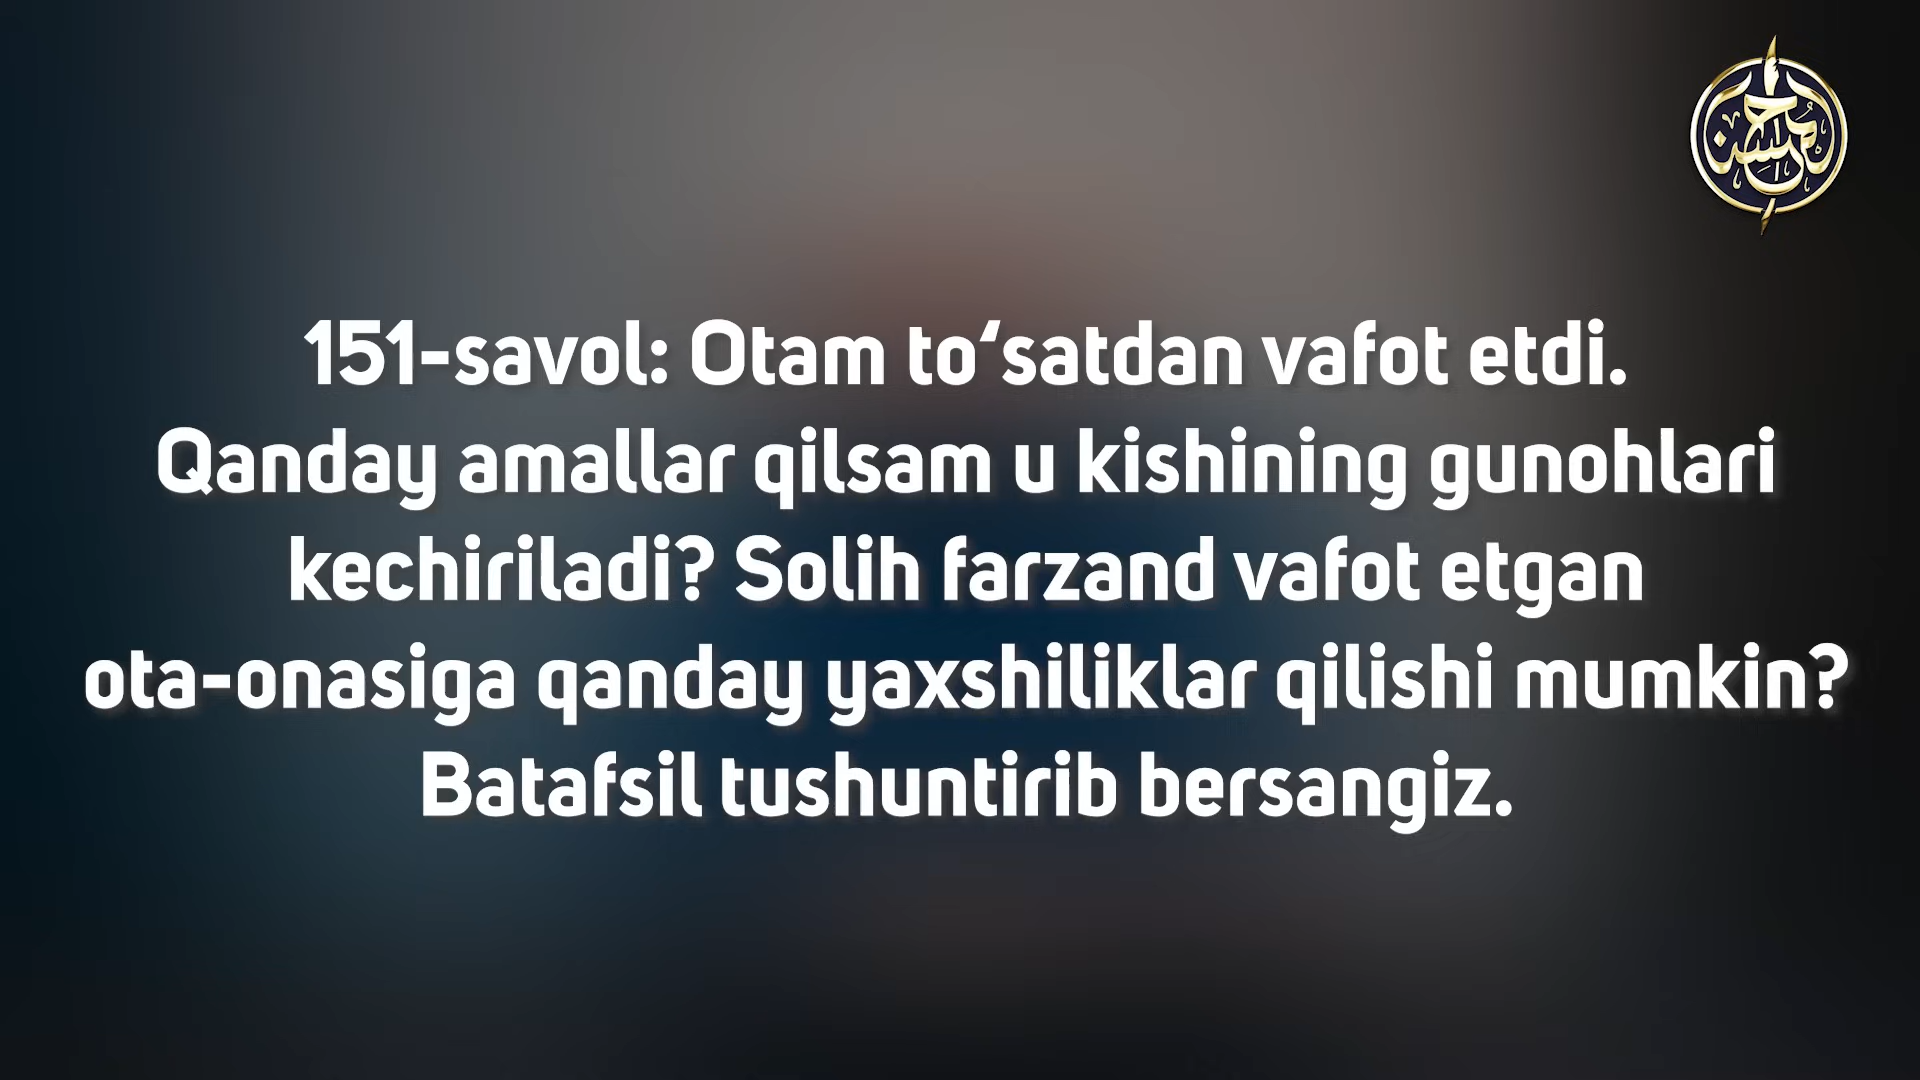 151-savol: Otam to‘satdan vafot etdi.
Qanday amallar qilsam u kishining gunohlari
kechiriladi? Solih farzand vafot etgan
ota-onasiga qanday yaxshiliklar qilishi mumkin?
Batafsil tushuntirib bersangiz.